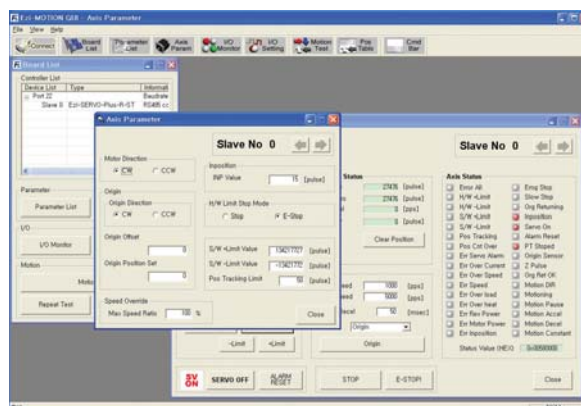 Ezi-MOTION GUI - Axis Parameter
File View Help
Connect
Board List
Parameter List
Axis Param
I/O Monitor
I/O Setting
Motion Test
Pos Table
Cmd Bar
Board List
Controller List
Device List Type
Port 22 Baudrate
Slave 0 Ezi-SERVO-Plus-R-ST
Parameter
Parameter List
I/O
I/O Monitor
Motion
Repeat Test
Axis Parameter
Slave No 0
Motor Direction
CW CCW
Origin
Origin Direction
CW CCW
Origin Offset
0
Origin Position Set
0
Speed Override
Max Speed Ratio 100 %
Inposition
INP Value 15 [pulse]
H/W Limit Stop Mode
Stop E-Stop
S/W +Limit Value [pulse]
S/W -Limit Value [pulse]
Pos Tracking Limit 50 [pulse]
Close
Slave No 0
Status
[pulse]
[pulse]
0 [pps]
0 [pulse]
Clear Position
1000 [pps]
5000 [pps]
50 [msec]
Origin
-Limit +Limit
Origin
SV ON
SERVO OFF
ALARM RESET
STOP
E-STOP!
Axis Status
Error All Emg Stop
H/W +Limit Slow Stop
H/W -Limit Org Returning
S/W +Limit Inposition
S/W -Limit Servo On
Pos Tracking Alarm Reset
Pos Cnt Over PT Stoped
Err Servo Alarm Origin Sensor
Err Over Current Z Pulse
Err Over Speed Org Ret OK
Err Speed Motion DIR
Err Over load Motioning
Err Over heat Motion Pause
Err Rev Power Motion Accel
Err Motor Power Motion Decel
Err Inposition Motion Constant
Status Value (HEX)
Close